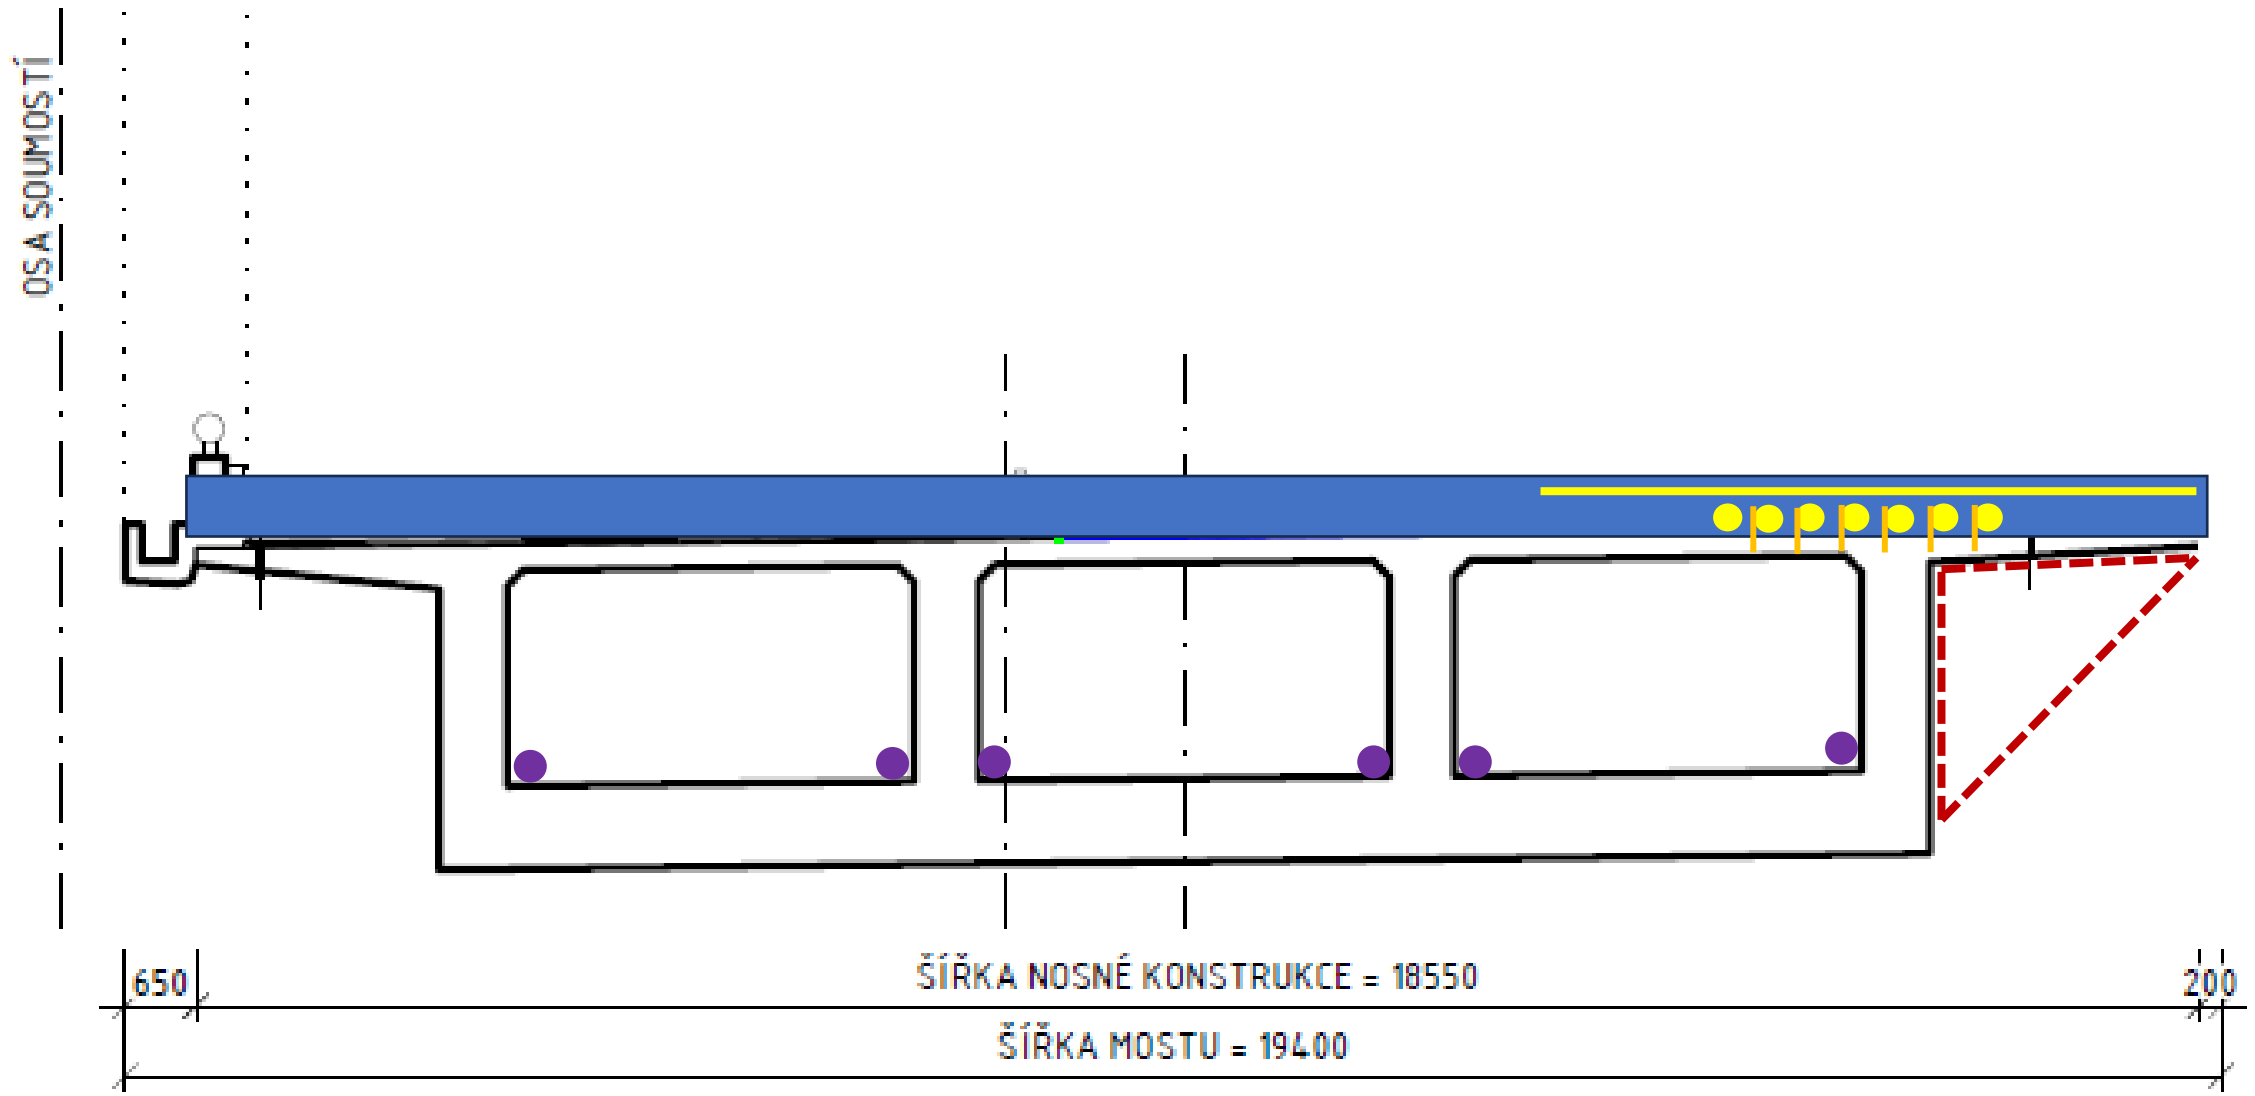 OSA SOUMOSTÍ
650
ŠÍŘKA NOSNÉ KONSTRUKCE = 18550
200
ŠÍŘKA MOSTU = 19400